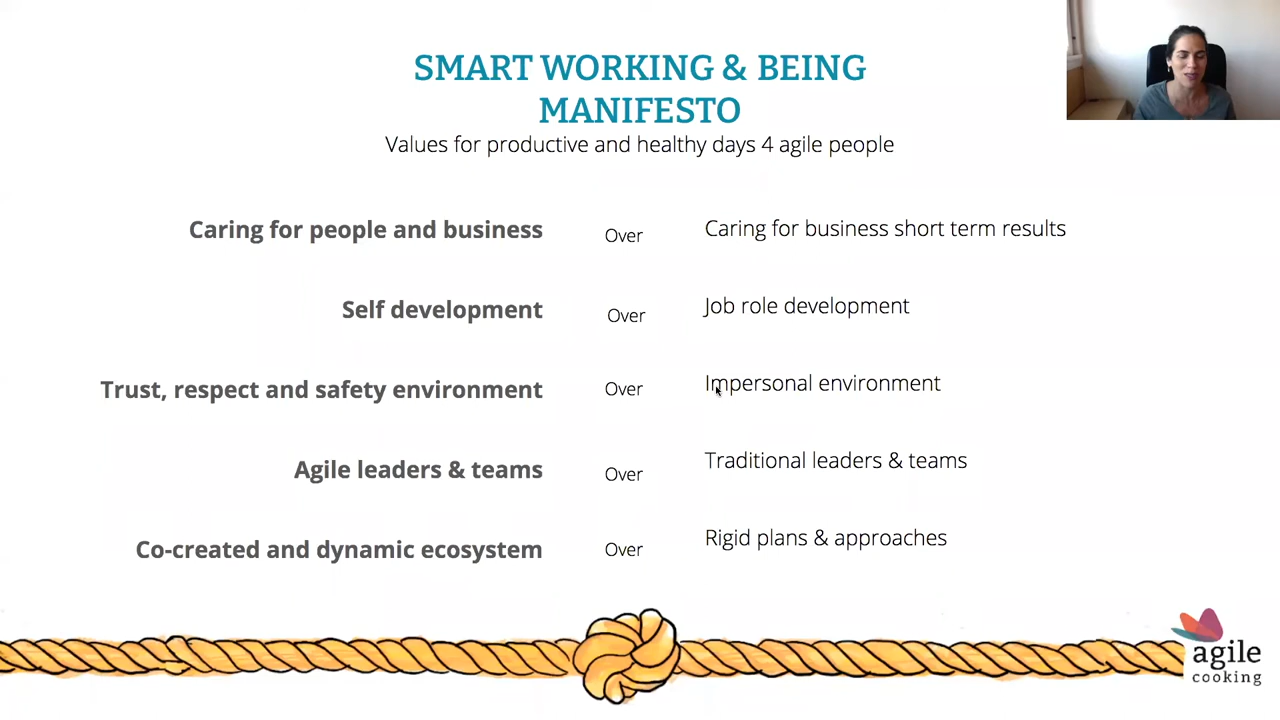 SMART WORKING & BEING
MANIFESTO
Values for productive and healthy days 4 agile people
Caring for people and business Over Caring for business short term results
Self development Over Job role development
Trust, respect and safety environment Over Impersonal environment
Agile leaders & teams Over Traditional leaders & teams
Co-created and dynamic ecosystem Over Rigid plans & approaches
agile
cooking